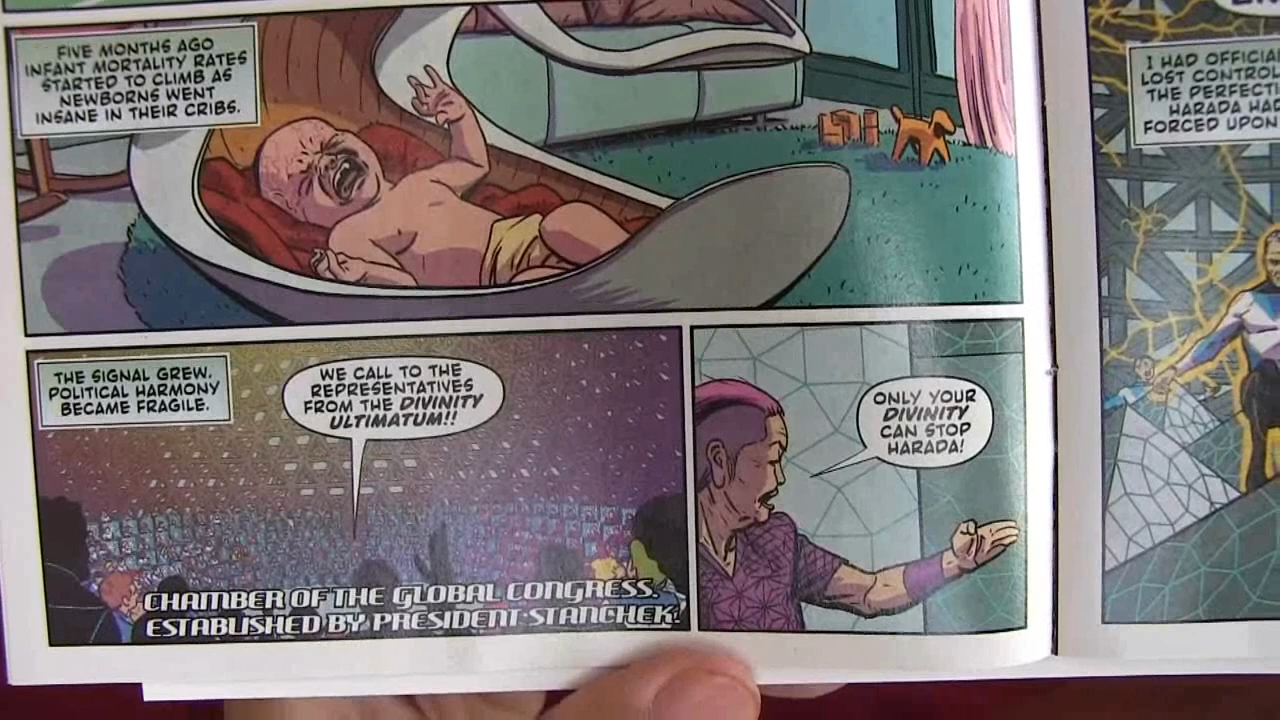 FIVE MONTHS AGO
INFANT MORTALITY RATES
STARTED TO CLIMB AS
NEWBORNS WENT
INSANE IN THEIR CRIBS.
THE SIGNAL GREW.
POLITICAL HARMONY
BECAME FRAGILE.
WE CALL TO THE
REPRESENTATIVES
FROM THE DIVINITY
ULTIMATUM!!
CHAMBER OF THE GLOBAL CONGRESS.
ESTABLISHED BY PRESIDENT STANCHEK.
ONLY YOUR
DIVINITY
CAN STOP
HARADA!
I HAD
LOST CONTROL
THE
HARADA HAD
FORCED UPON